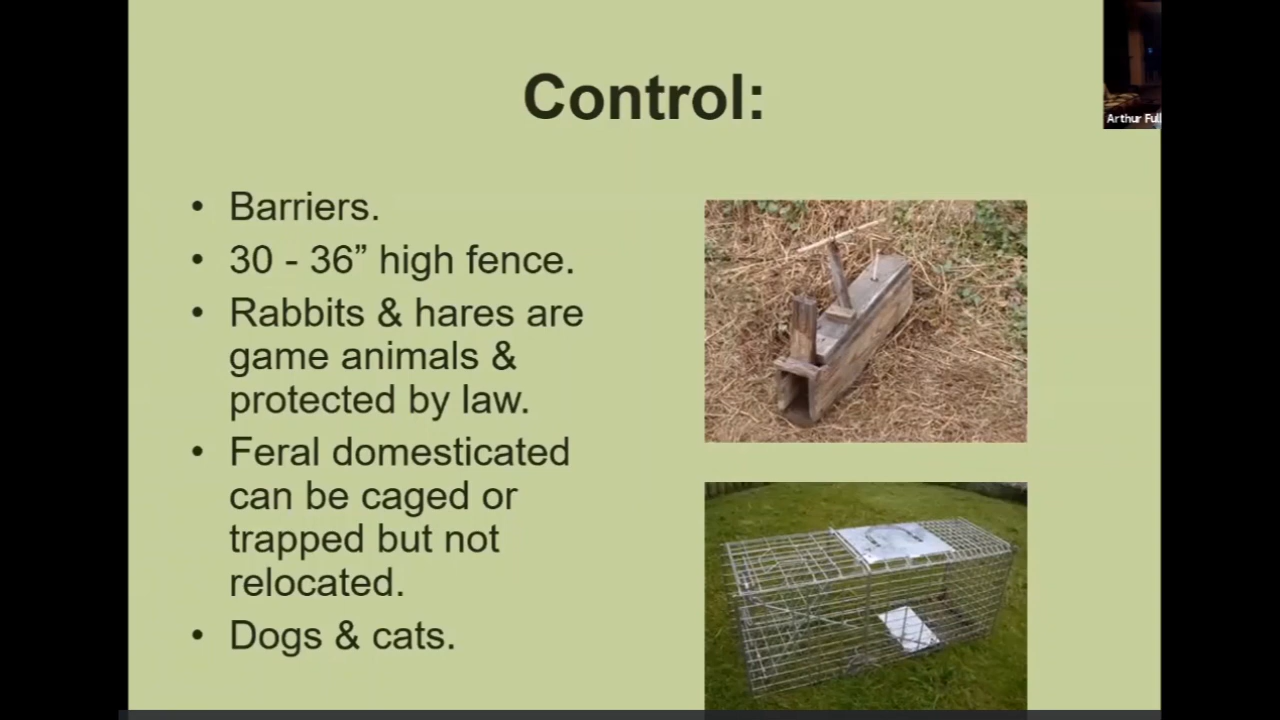 Control:
• Barriers.
• 30 - 36” high fence.
• Rabbits & hares are
game animals &
protected by law.
• Feral domesticated
can be caged or
trapped but not
relocated.
• Dogs & cats.
Arthur Ful